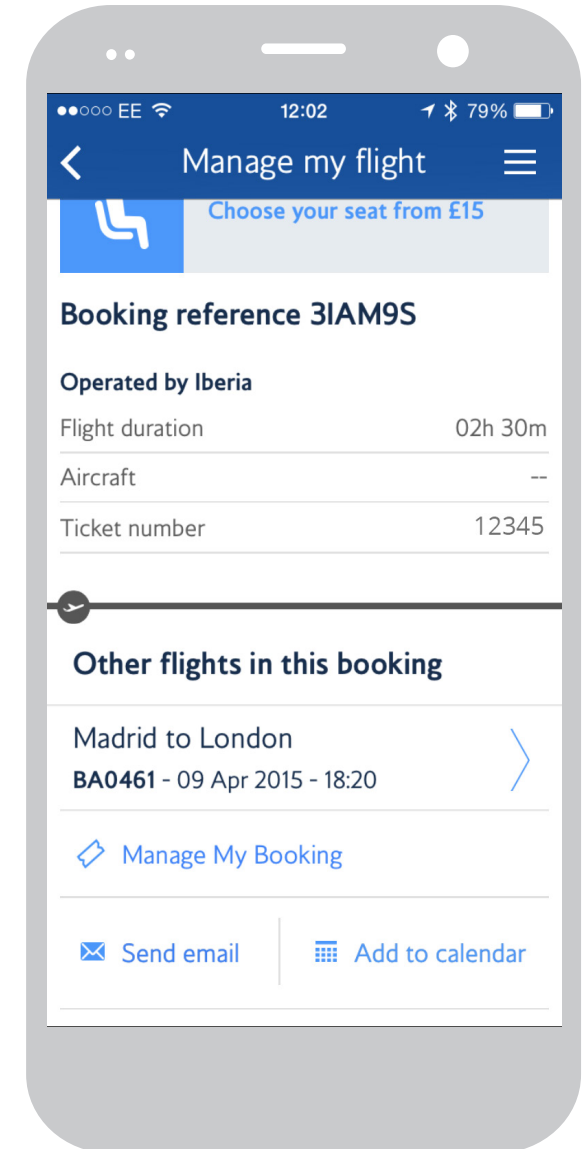 EE 12:02 79%
Manage my flight
Choose your seat from £15
Booking reference 3IAM9S
Operated by Iberia
Flight duration 02h 30m
Aircraft --
Ticket number 12345
Other flights in this booking
Madrid to London
BA0461 - 09 Apr 2015 - 18:20
Manage My Booking
Send email Add to calendar